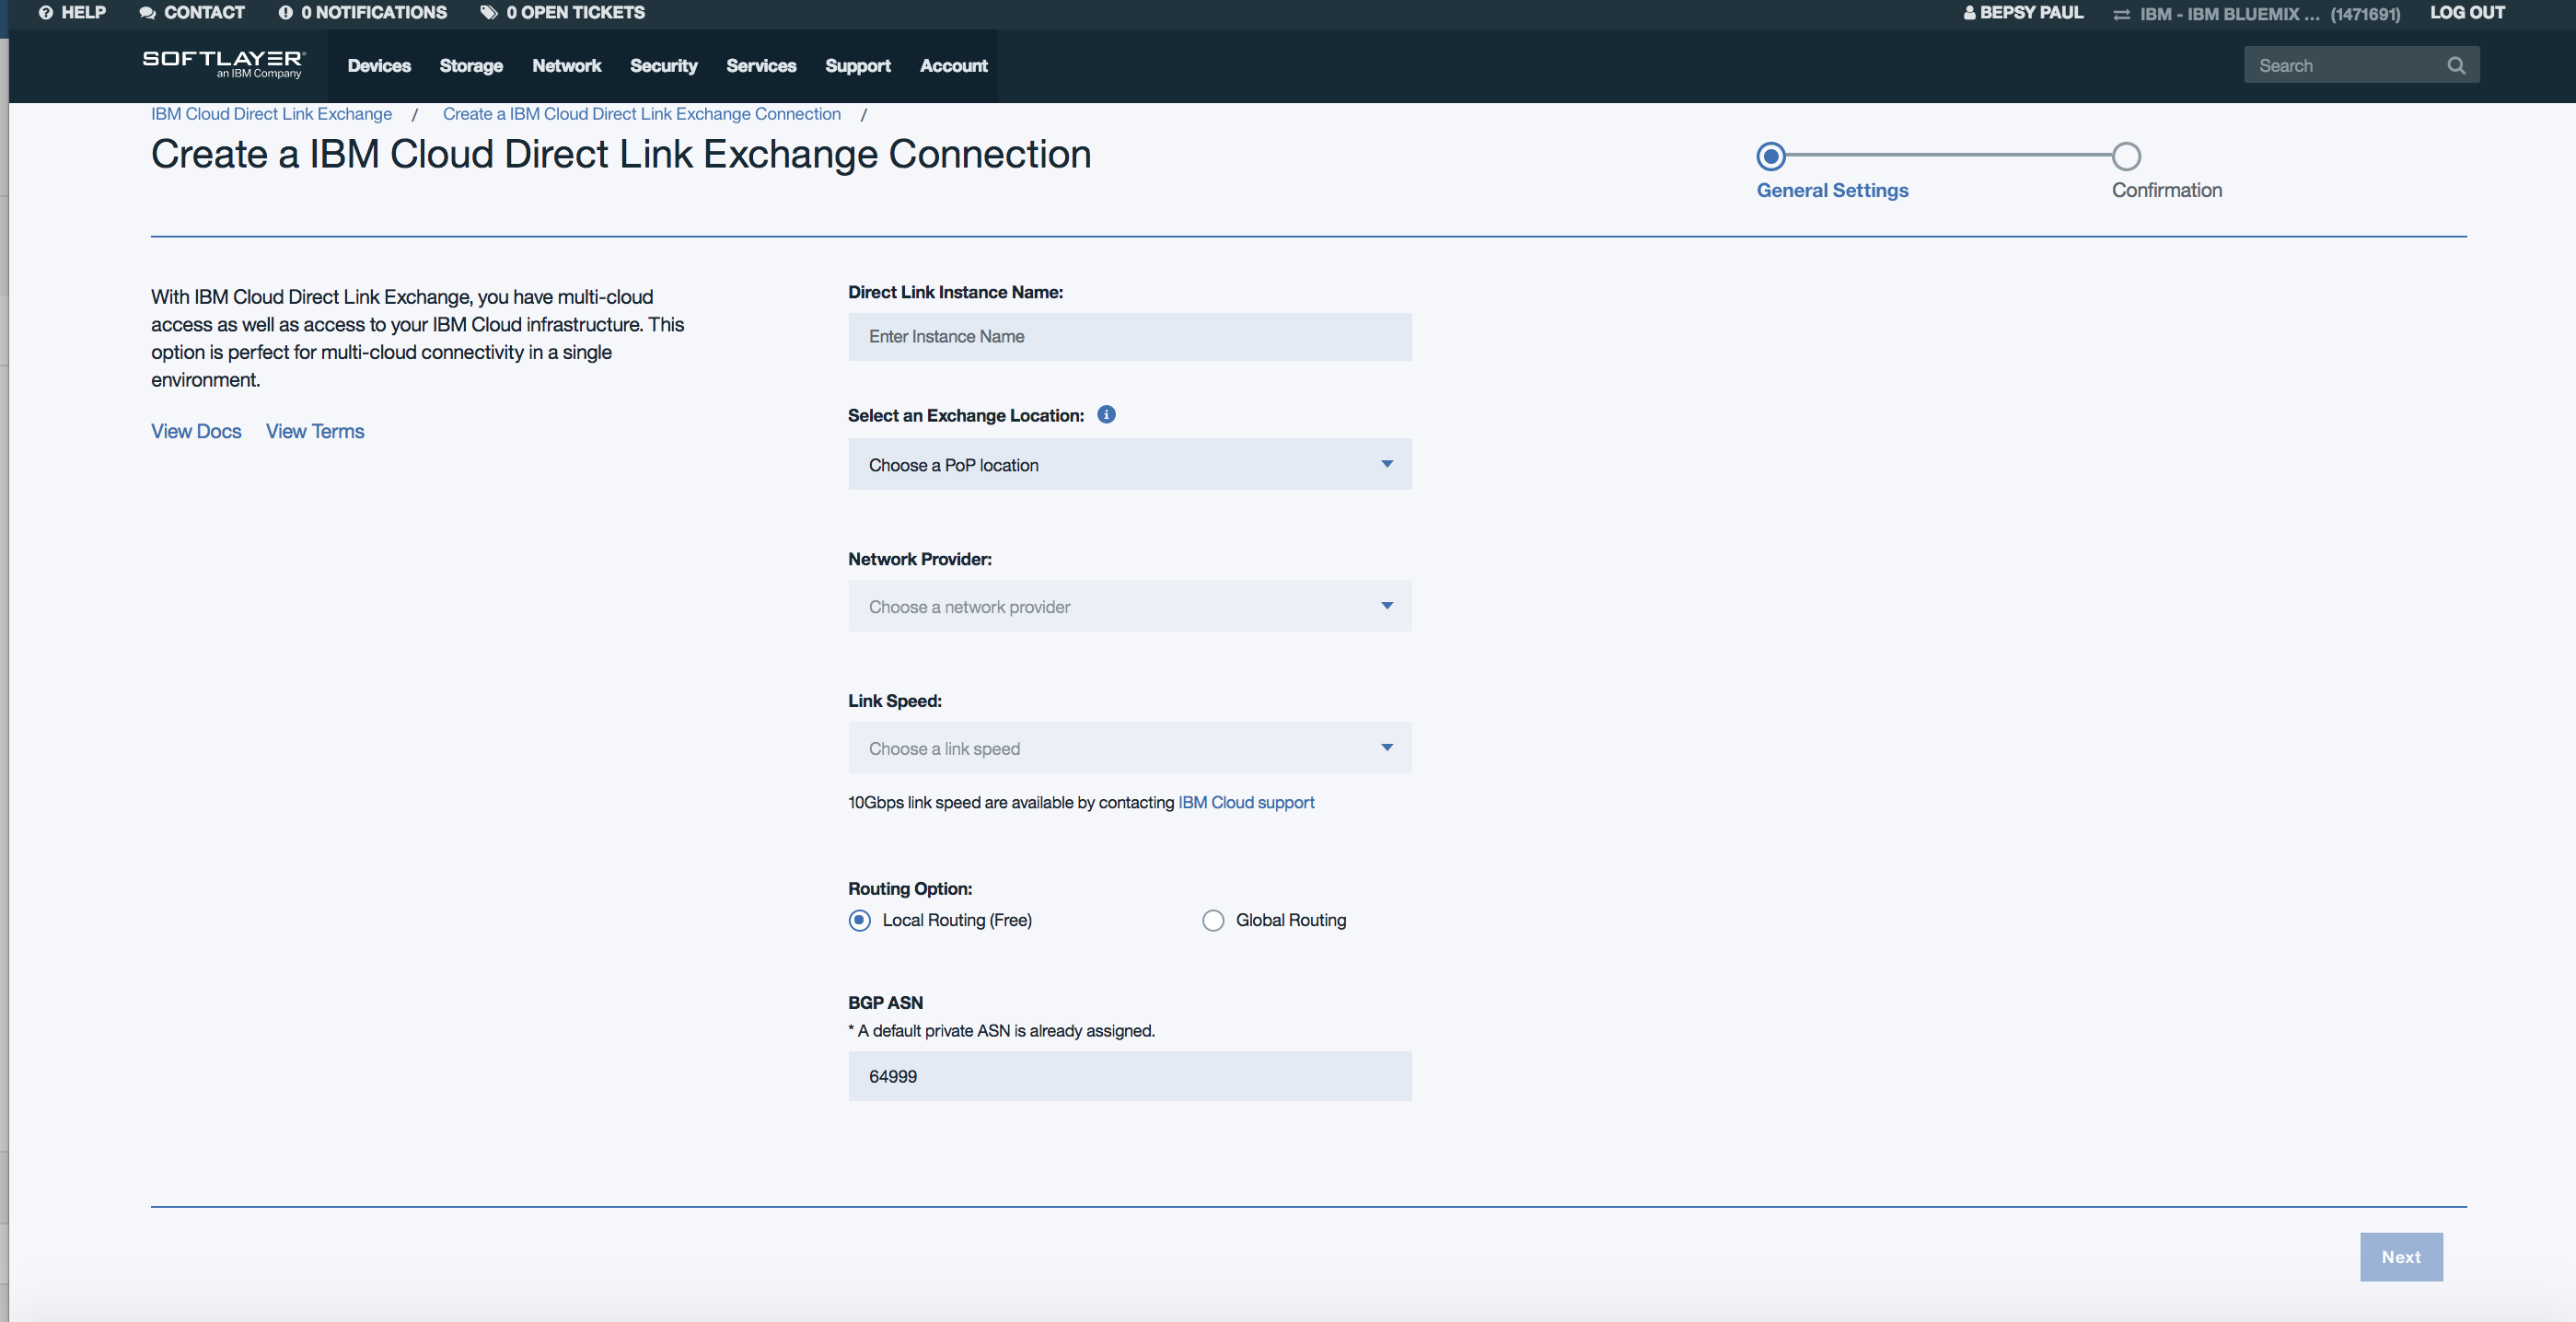 HELP CONTACT 0 NOTIFICATIONS 0 OPEN TICKETS BEPSY PAUL IBM - IBM BLUEMIX ... (1471691) LOG OUT
SOFTLAYER®
an IBM Company
Devices Storage Network Security Services Support Account Search
IBM Cloud Direct Link Exchange / Create a IBM Cloud Direct Link Exchange Connection /
Create a IBM Cloud Direct Link Exchange Connection
General Settings Confirmation
With IBM Cloud Direct Link Exchange, you have multi-cloud
access as well as access to your IBM Cloud infrastructure. This
option is perfect for multi-cloud connectivity in a single
environment.
View Docs View Terms
Direct Link Instance Name:
Enter Instance Name
Select an Exchange Location:
Choose a PoP location
Network Provider:
Choose a network provider
Link Speed:
Choose a link speed
10Gbps link speed are available by contacting IBM Cloud support
Routing Option:
Local Routing (Free) Global Routing
BGP ASN
* A default private ASN is already assigned.
64999
Next